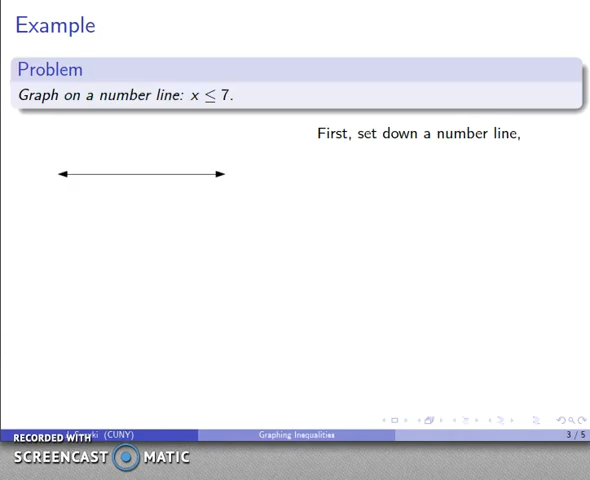 Example
Problem
Graph on a number line: x ≤ 7.
First, set down a number line,
(CUNY)
Graphing Inequalities
3 / 5
RECORDED WITH
SCREENCAST MATIC